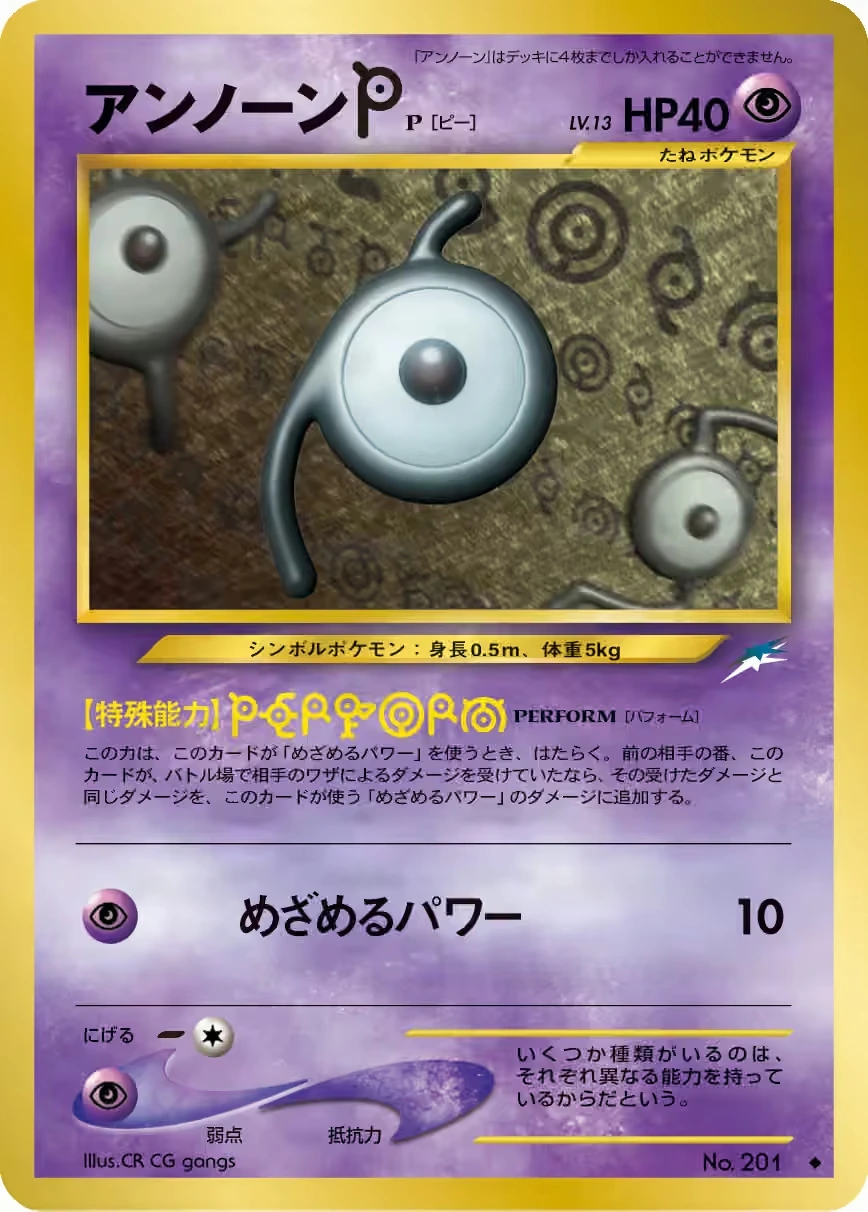 「アンノーン」はデッキに4枚までしか入れることができません。
アンノーンP P [ピー] LV.13 HP40
たねポケモン
シンボルポケモン：身長0.5m、体重5kg
【特殊能力】PERFORM PERFORM [パフォーム]
この力は、このカードが「めざめるパワー」を使うとき、はたらく。前の相手の番、この
カードが、バトル場で相手のワザによるダメージを受けていたなら、その受けたダメージと
同じダメージを、このカードが使う「めざめるパワー」のダメージに追加する。
めざめるパワー 10
にげる
弱点 抵抗力
いくつか種類がいるのは、
それぞれ異なる能力を持って
いるからだという。
Illus.CR CG gangs
No. 201